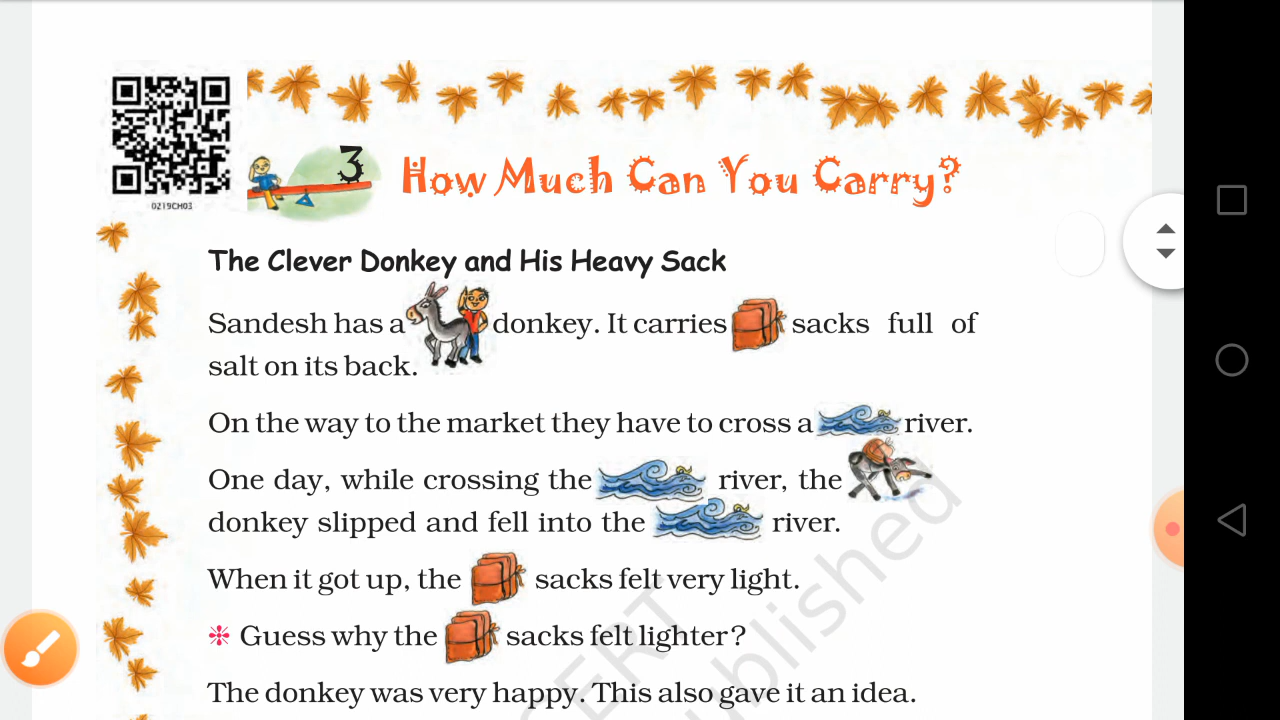 0219CH03
3 How Much Can You Carry?
The Clever Donkey and His Heavy Sack
Sandesh has a donkey. It carries sacks full of
salt on its back.
On the way to the market they have to cross a river.
One day, while crossing the river, the
donkey slipped and fell into the river.
When it got up, the sacks felt very light.
❉ Guess why the sacks felt lighter?
The donkey was very happy. This also gave it an idea.